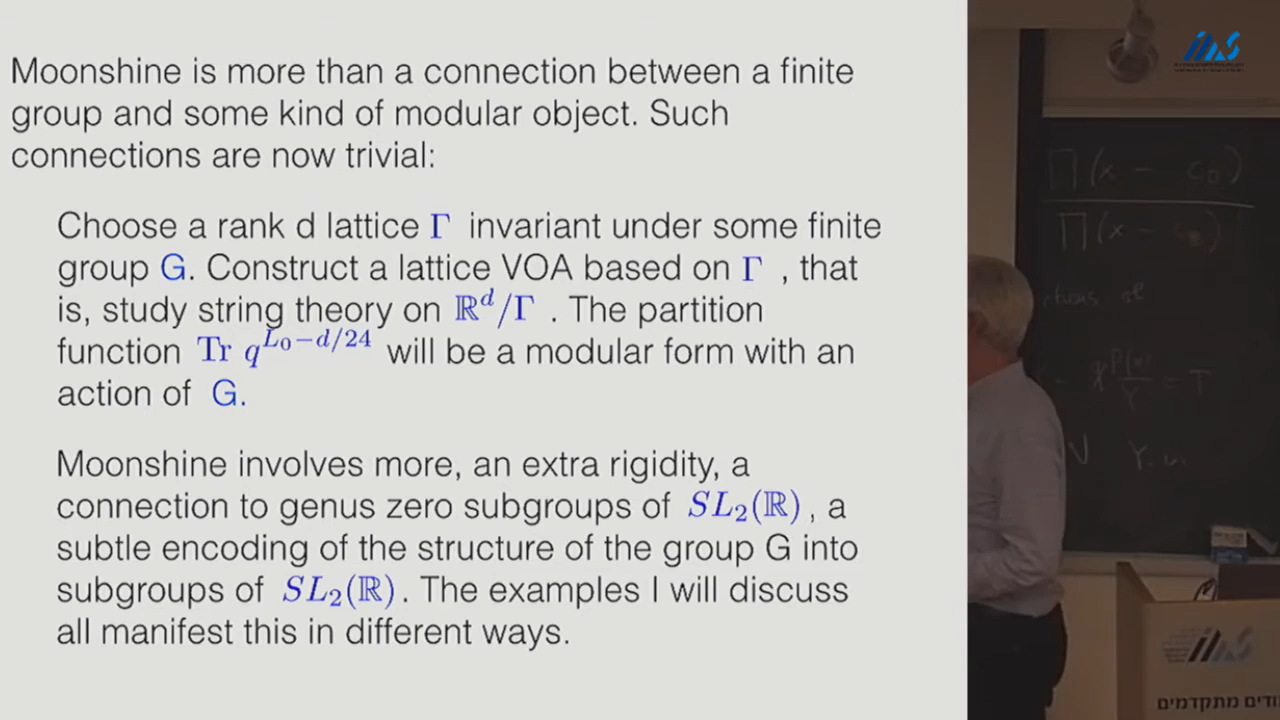 Moonshine is more than a connection between a finite
group and some kind of modular object. Such
connections are now trivial:
Choose a rank d lattice Γ invariant under some finite
group G. Construct a lattice VOA based on Γ , that
is, study string theory on ℝ^d/Γ . The partition
function Tr q^{L_0−d/24} will be a modular form with an
action of G.
Moonshine involves more, an extra rigidity, a
connection to genus zero subgroups of SL_2(ℝ) , a
subtle encoding of the structure of the group G into
subgroups of SL_2(ℝ). The examples I will discuss
all manifest this in different ways.
מתקדמים